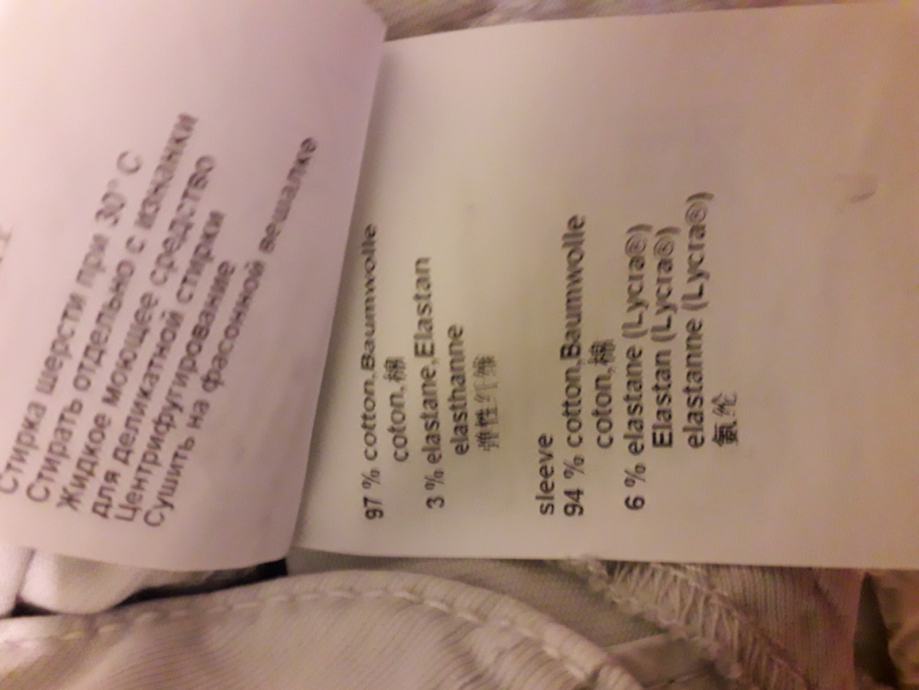 Стирка шерсти при 30° C
Стирать отдельно с изнанки
Жидкое моющее средство
для деликатной стирки
Центрифугирование
Сушить на фасонной вешалке
97 % cotton,Baumwolle
coton,棉
3 % elastane,Elastan
elasthanne
弹性纤维
sleeve
94 % cotton,Baumwolle
coton,棉
6 % elastane (Lycra®)
Elastan (Lycra®)
elastanne (Lycra®)
氨纶